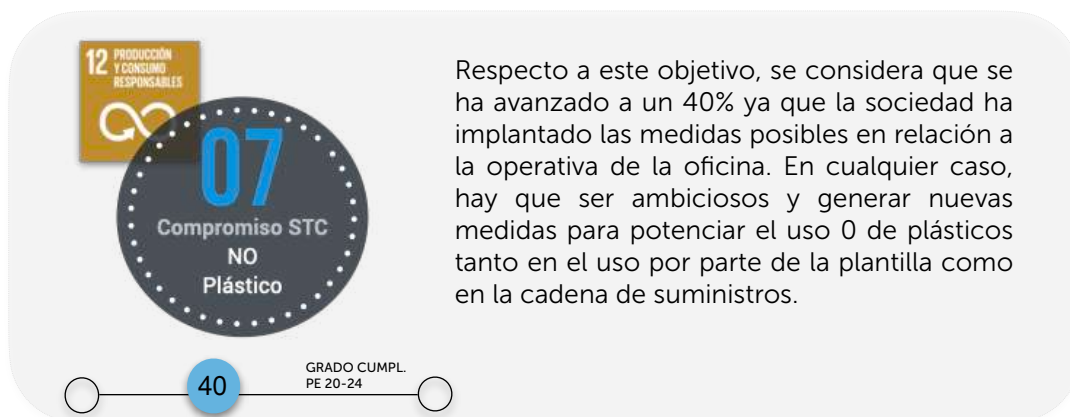 12 PRODUCCIÓN
Y CONSUMO
RESPONSABLES
07
Compromiso STC
NO
Plástico
Respecto a este objetivo, se considera que se
ha avanzado a un 40% ya que la sociedad ha
implantado las medidas posibles en relación a
la operativa de la oficina. En cualquier caso,
hay que ser ambiciosos y generar nuevas
medidas para potenciar el uso 0 de plásticos
tanto en el uso por parte de la plantilla como
en la cadena de suministros.
40
GRADO CUMPL.
PE 20-24